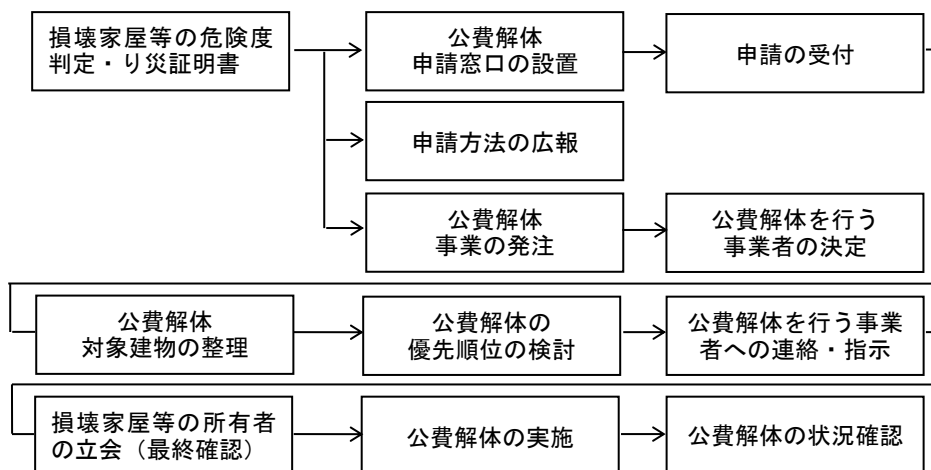 損壊家屋等の危険度
判定・り災証明書
公費解体
申請窓口の設置
申請の受付
申請方法の広報
公費解体
事業の発注
公費解体を行う
事業者の決定
公費解体
対象建物の整理
公費解体の
優先順位の検討
公費解体を行う事業
者への連絡・指示
損壊家屋等の所有者
の立会（最終確認）
公費解体の実施
公費解体の状況確認